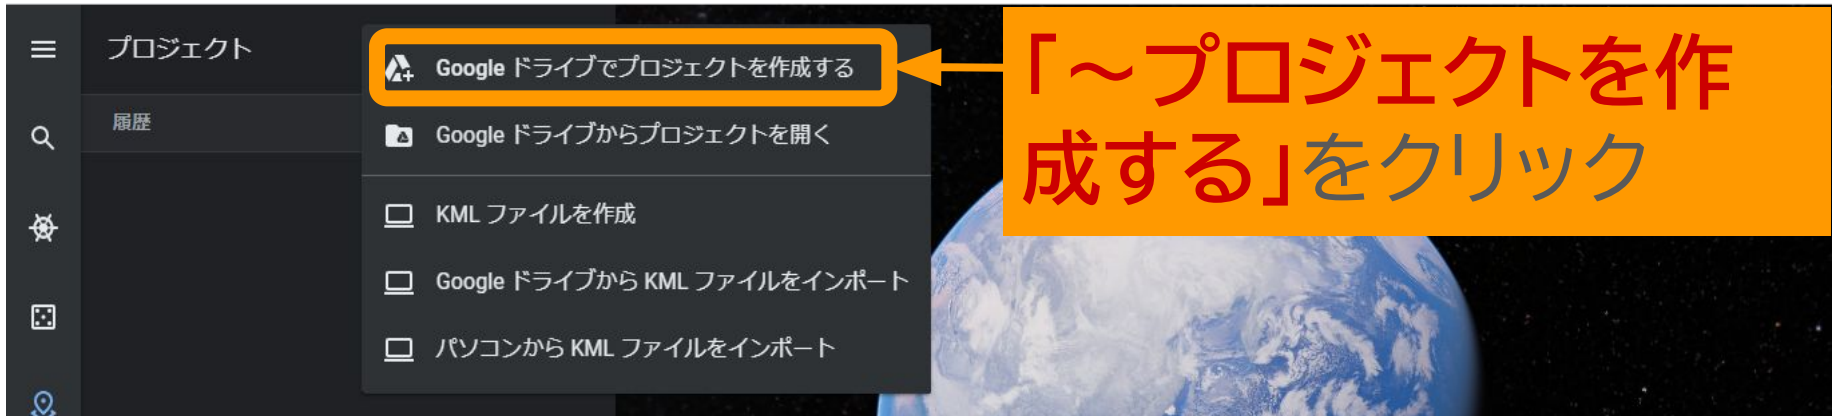 プロジェクト
履歴
Google ドライブでプロジェクトを作成する
Google ドライブからプロジェクトを開く
KML ファイルを作成
Google ドライブから KML ファイルをインポート
パソコンから KML ファイルをインポート
「～プロジェクトを作
成する」をクリック